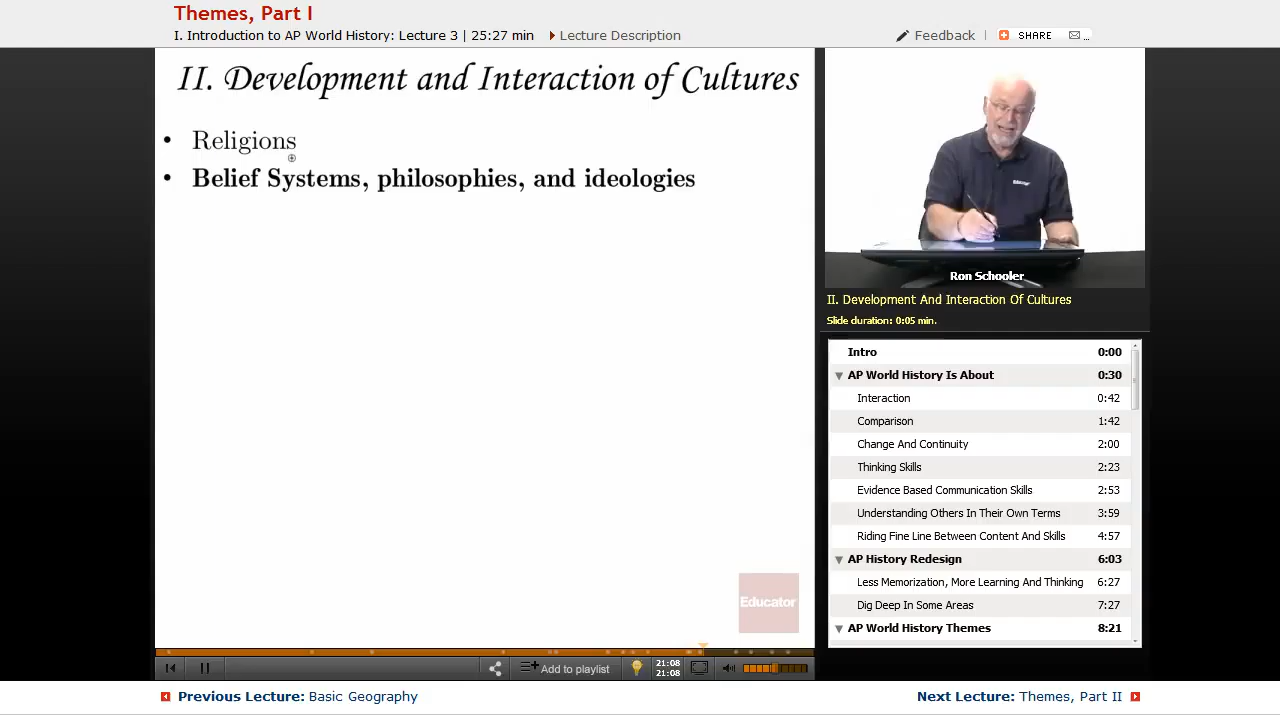 Themes, Part I
I. Introduction to AP World History: Lecture 3 | 25:27 min Lecture Description
Feedback | SHARE
II. Development and Interaction of Cultures
• Religions
• Belief Systems, philosophies, and ideologies
Educator
Add to playlist
21:08
21:08
Ron Schooler
II. Development And Interaction Of Cultures
Slide duration: 0:05 min.
Intro 0:00
AP World History Is About 0:30
Interaction 0:42
Comparison 1:42
Change And Continuity 2:00
Thinking Skills 2:23
Evidence Based Communication Skills 2:53
Understanding Others In Their Own Terms 3:59
Riding Fine Line Between Content And Skills 4:57
AP History Redesign 6:03
Less Memorization, More Learning And Thinking 6:27
Dig Deep In Some Areas 7:27
AP World History Themes 8:21
Previous Lecture: Basic Geography
Next Lecture: Themes, Part II